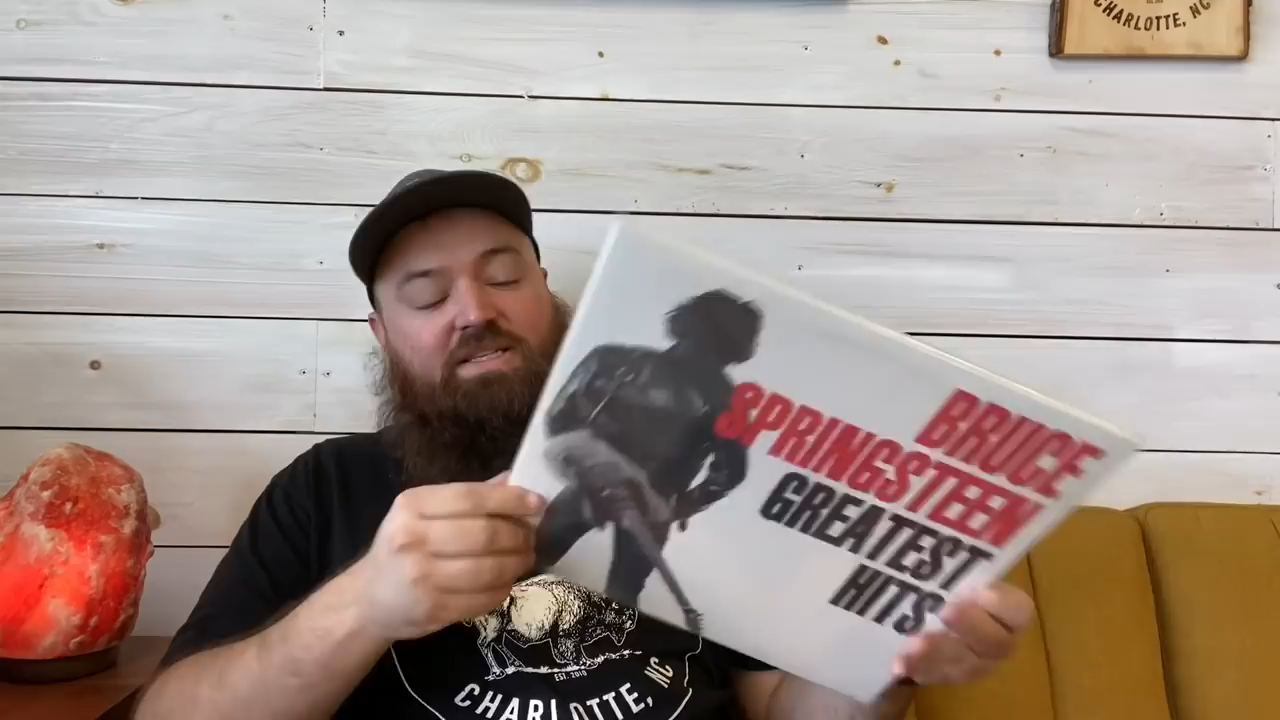 CHARLOTTE, NC
BRUCE
SPRINGSTEEN
GREATEST
HITS
EST. 2010
CHARLOTTE, NC